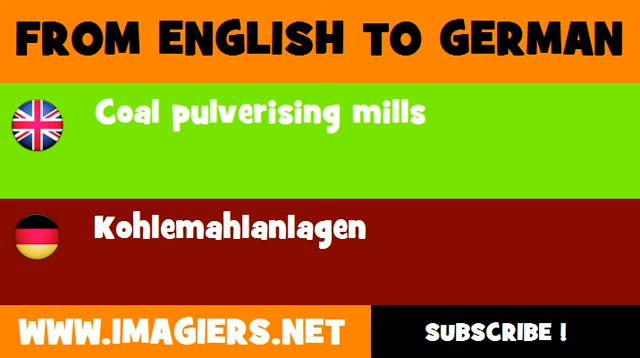 FROM ENGLISH TO GERMAN
Coal pulverising mills
Kohlemahlanlagen
WWW.IMAGIERS.NET
SUBSCRIBE !